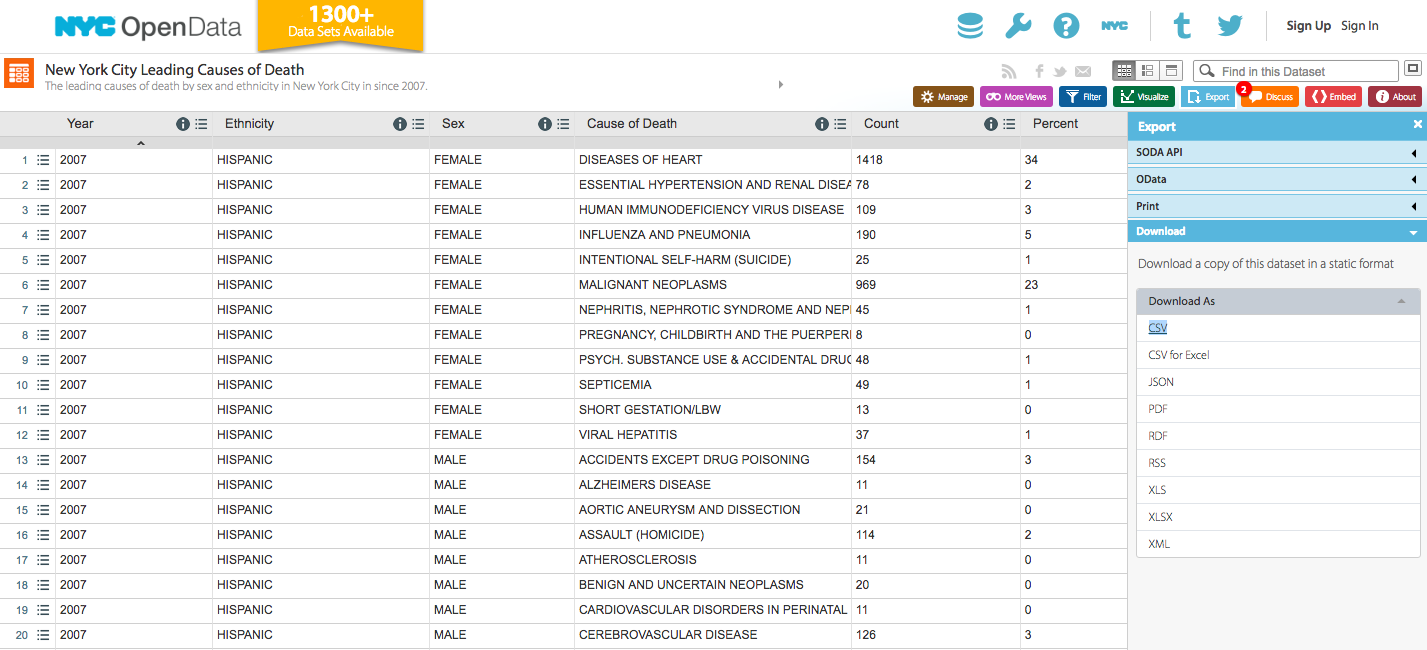 NYC OpenData
1300+
Data Sets Available
NYC
Sign Up Sign In
New York City Leading Causes of Death
The leading causes of death by sex and ethnicity in New York City in since 2007.
Find in this Dataset
Manage More Views Filter Visualize Export 2 Discuss Embed About
Year Ethnicity Sex Cause of Death Count Percent
1 2007 HISPANIC FEMALE DISEASES OF HEART 1418 34
2 2007 HISPANIC FEMALE ESSENTIAL HYPERTENSION AND RENAL DISEA 78 2
3 2007 HISPANIC FEMALE HUMAN IMMUNODEFICIENCY VIRUS DISEASE 109 3
4 2007 HISPANIC FEMALE INFLUENZA AND PNEUMONIA 190 5
5 2007 HISPANIC FEMALE INTENTIONAL SELF-HARM (SUICIDE) 25 1
6 2007 HISPANIC FEMALE MALIGNANT NEOPLASMS 969 23
7 2007 HISPANIC FEMALE NEPHRITIS, NEPHROTIC SYNDROME AND NEP 45 1
8 2007 HISPANIC FEMALE PREGNANCY, CHILDBIRTH AND THE PUERPER 8 0
9 2007 HISPANIC FEMALE PSYCH. SUBSTANCE USE & ACCIDENTAL DRUG 48 1
10 2007 HISPANIC FEMALE SEPTICEMIA 49 1
11 2007 HISPANIC FEMALE SHORT GESTATION/LBW 13 0
12 2007 HISPANIC FEMALE VIRAL HEPATITIS 37 1
13 2007 HISPANIC MALE ACCIDENTS EXCEPT DRUG POISONING 154 3
14 2007 HISPANIC MALE ALZHEIMERS DISEASE 11 0
15 2007 HISPANIC MALE AORTIC ANEURYSM AND DISSECTION 21 0
16 2007 HISPANIC MALE ASSAULT (HOMICIDE) 114 2
17 2007 HISPANIC MALE ATHEROSCLEROSIS 11 0
18 2007 HISPANIC MALE BENIGN AND UNCERTAIN NEOPLASMS 20 0
19 2007 HISPANIC MALE CARDIOVASCULAR DISORDERS IN PERINATAL 11 0
20 2007 HISPANIC MALE CEREBROVASCULAR DISEASE 126 3
Export
SODA API
OData
Print
Download
Download a copy of this dataset in a static format
Download As
CSV
CSV for Excel
JSON
PDF
RDF
RSS
XLS
XLSX
XML